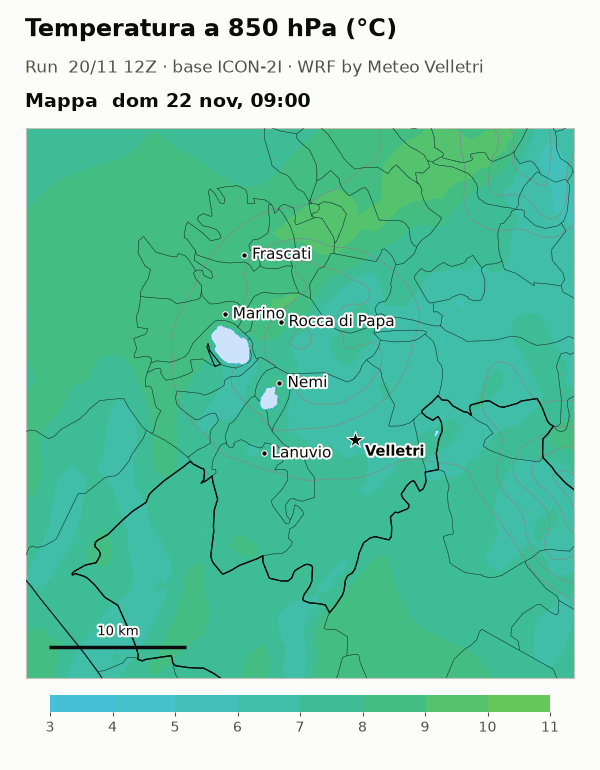 Temperatura a 850 hPa (°C)
Run 20/11 12Z · base ICON-2I · WRF by Meteo Velletri
Mappa dom 22 nov, 09:00
Frascati
Marino
Rocca di Papa
Nemi
Velletri
Lanuvio
10 km
3 4 5 6 7 8 9 10 11